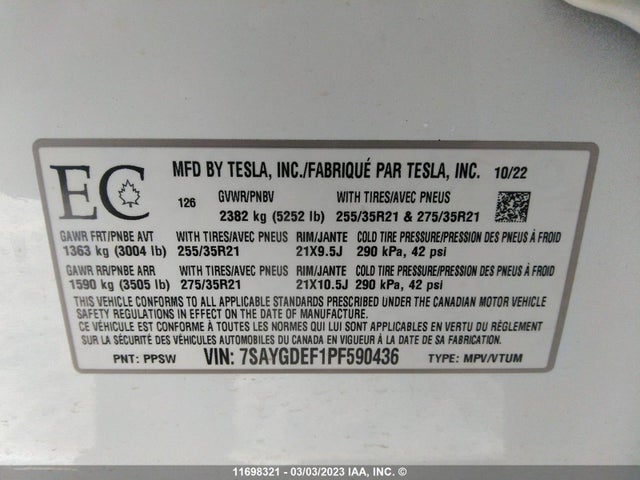 EC
MFD BY TESLA, INC./FABRIQUÉ PAR TESLA, INC. 10/22
126 GVWR/PNBV WITH TIRES/AVEC PNEUS
2382 kg (5252 lb) 255/35R21 & 275/35R21
GAWR FRT/PNBE AVT WITH TIRES/AVEC PNEUS RIM/JANTE COLD TIRE PRESSURE/PRESSION DES PNEUS À FROID
1363 kg (3004 lb) 255/35R21 21X9.5J 290 kPa, 42 psi
GAWR RR/PNBE ARR WITH TIRES/AVEC PNEUS RIM/JANTE COLD TIRE PRESSURE/PRESSION DES PNEUS À FROID
1590 kg (3505 lb) 275/35R21 21X10.5J 290 kPa, 42 psi
THIS VEHICLE CONFORMS TO ALL APPLICABLE STANDARDS PRESCRIBED UNDER THE CANADIAN MOTOR VEHICLE
SAFETY REGULATIONS IN EFFECT ON THE DATE OF MANUFACTURE
CE VÉHICULE EST CONFORME À TOUTES LES NORMES QUI LUI SONT APPLICABLES EN VERTU DU RÈGLEMENT
SUR LA SÉCURITÉ DES VÉHICULES AUTOMOBILES DU CANADA EN VIGUEUR À LA DATE DE SA FABRICATION
PNT: PPSW VIN: 7SAYGDEF1PF590436 TYPE: MPV/VTUM
11698321 - 03/03/2023 IAA, INC. ©